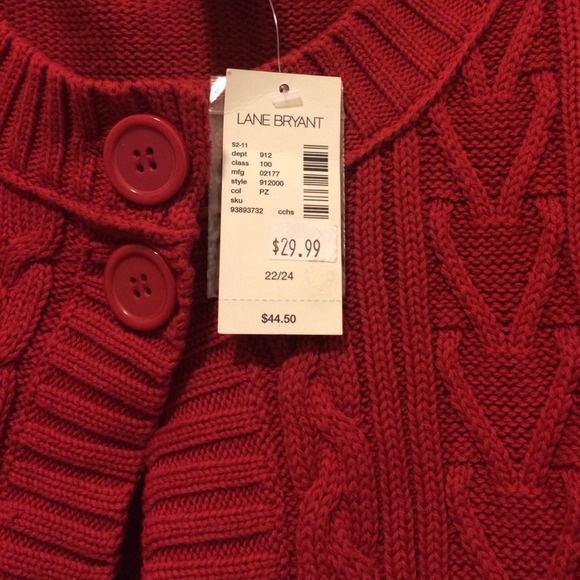 LANE BRYANT
S2-11
dept 912
class 100
mfg 02177
style 912000
col PZ
sku
93893732 cchs
$29.99
22/24
$44.50